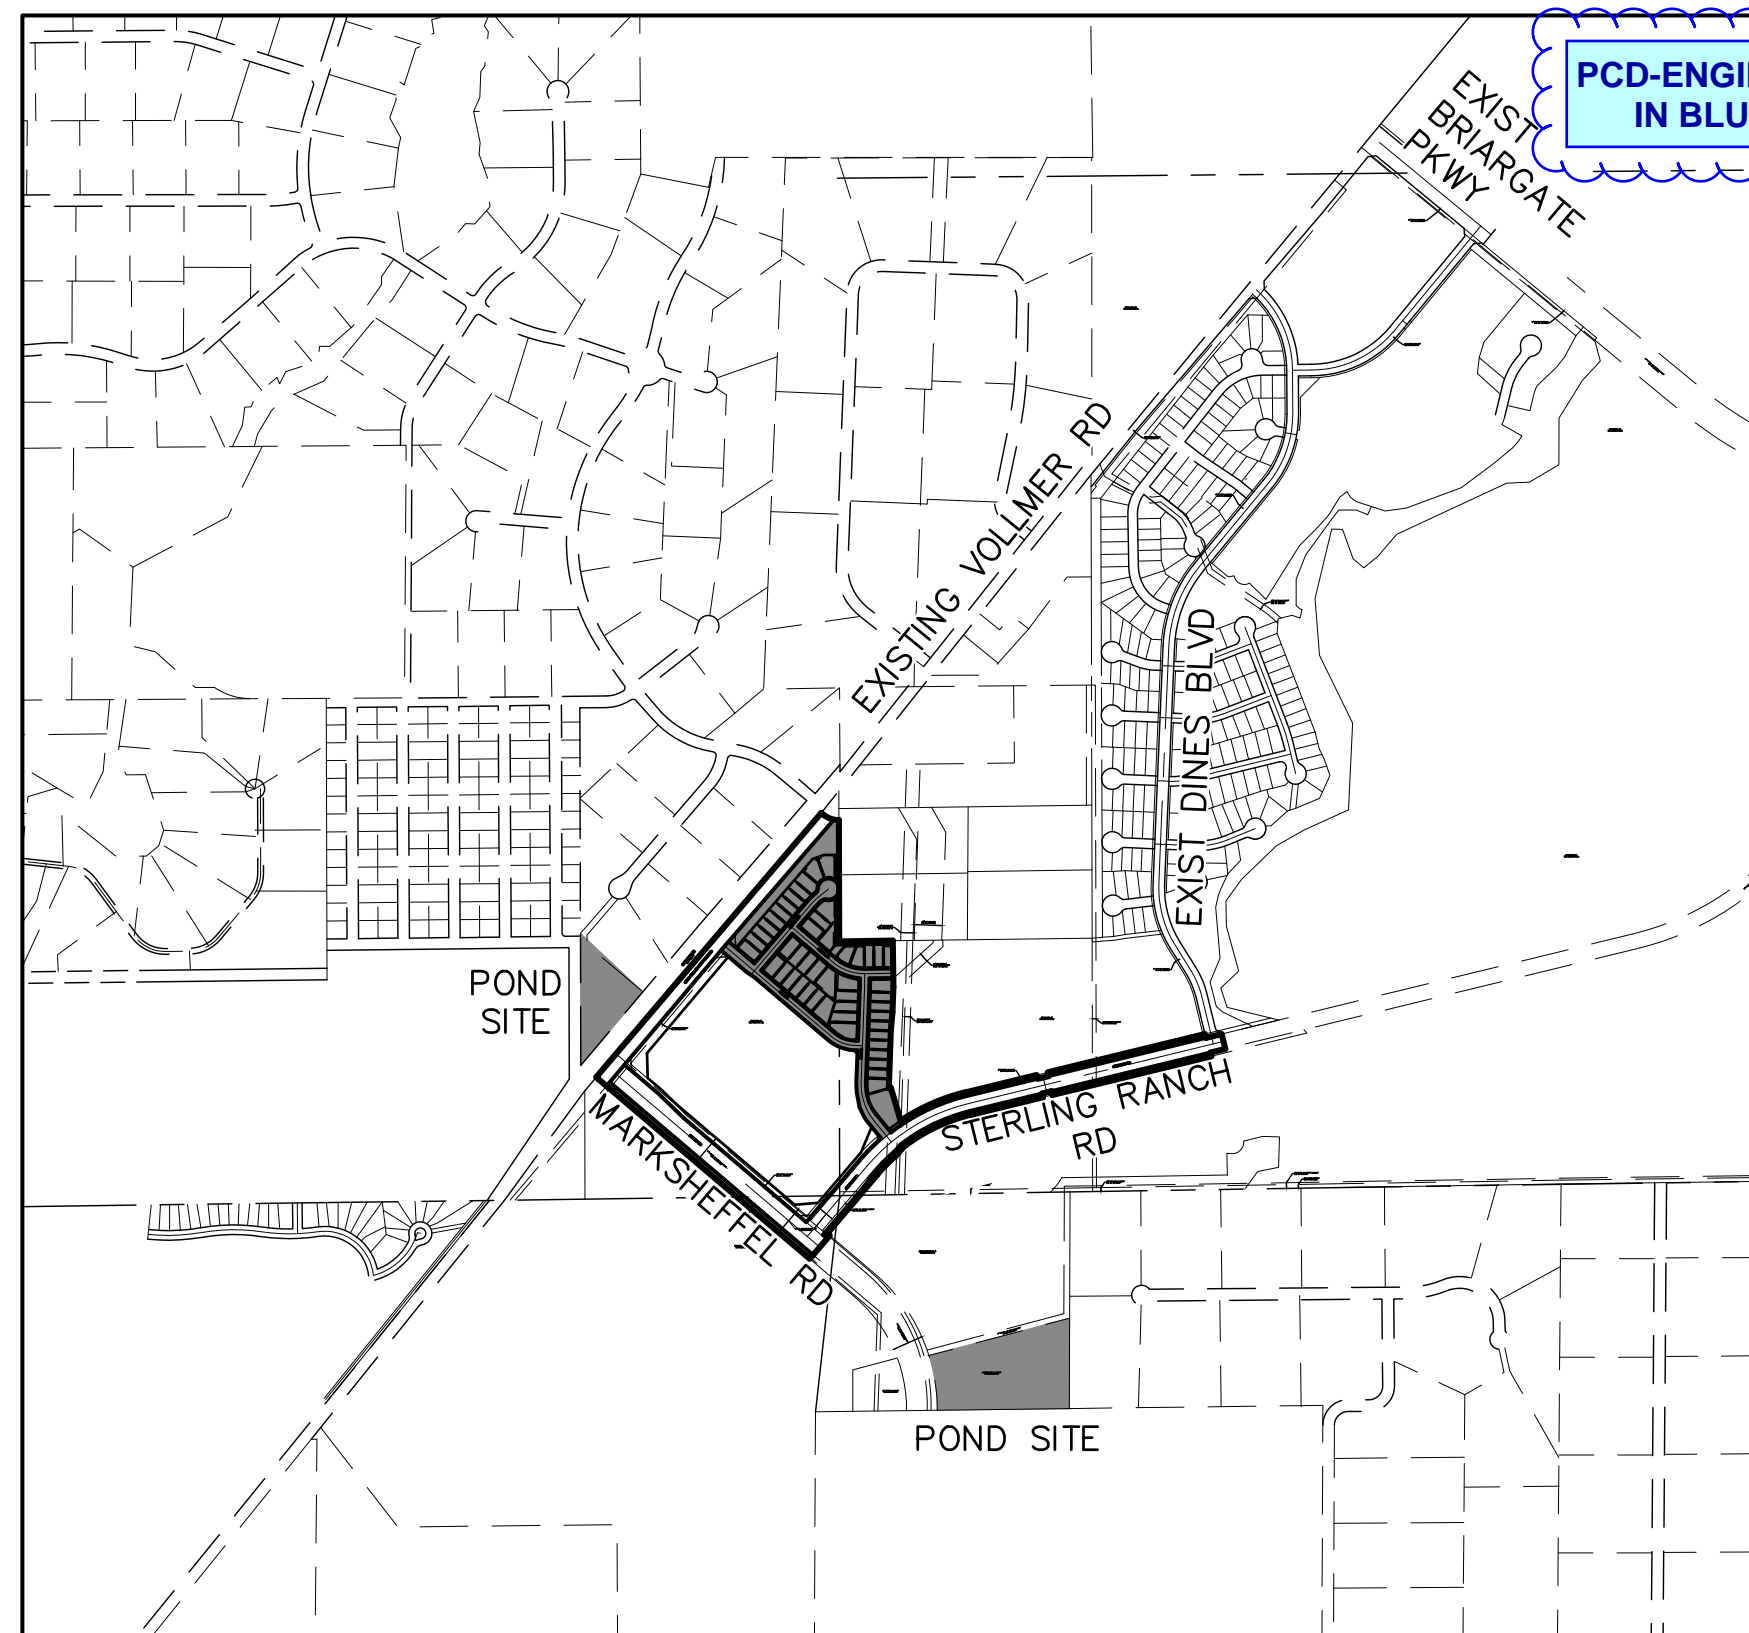 PCD-ENGI
IN BLU
EXIST
BRIARGATE
PKWY
EXISTING VOLLMER RD
EXIST DINES BLVD
POND
SITE
STERLING RANCH
RD
MARKSHEFFEL RD
POND SITE